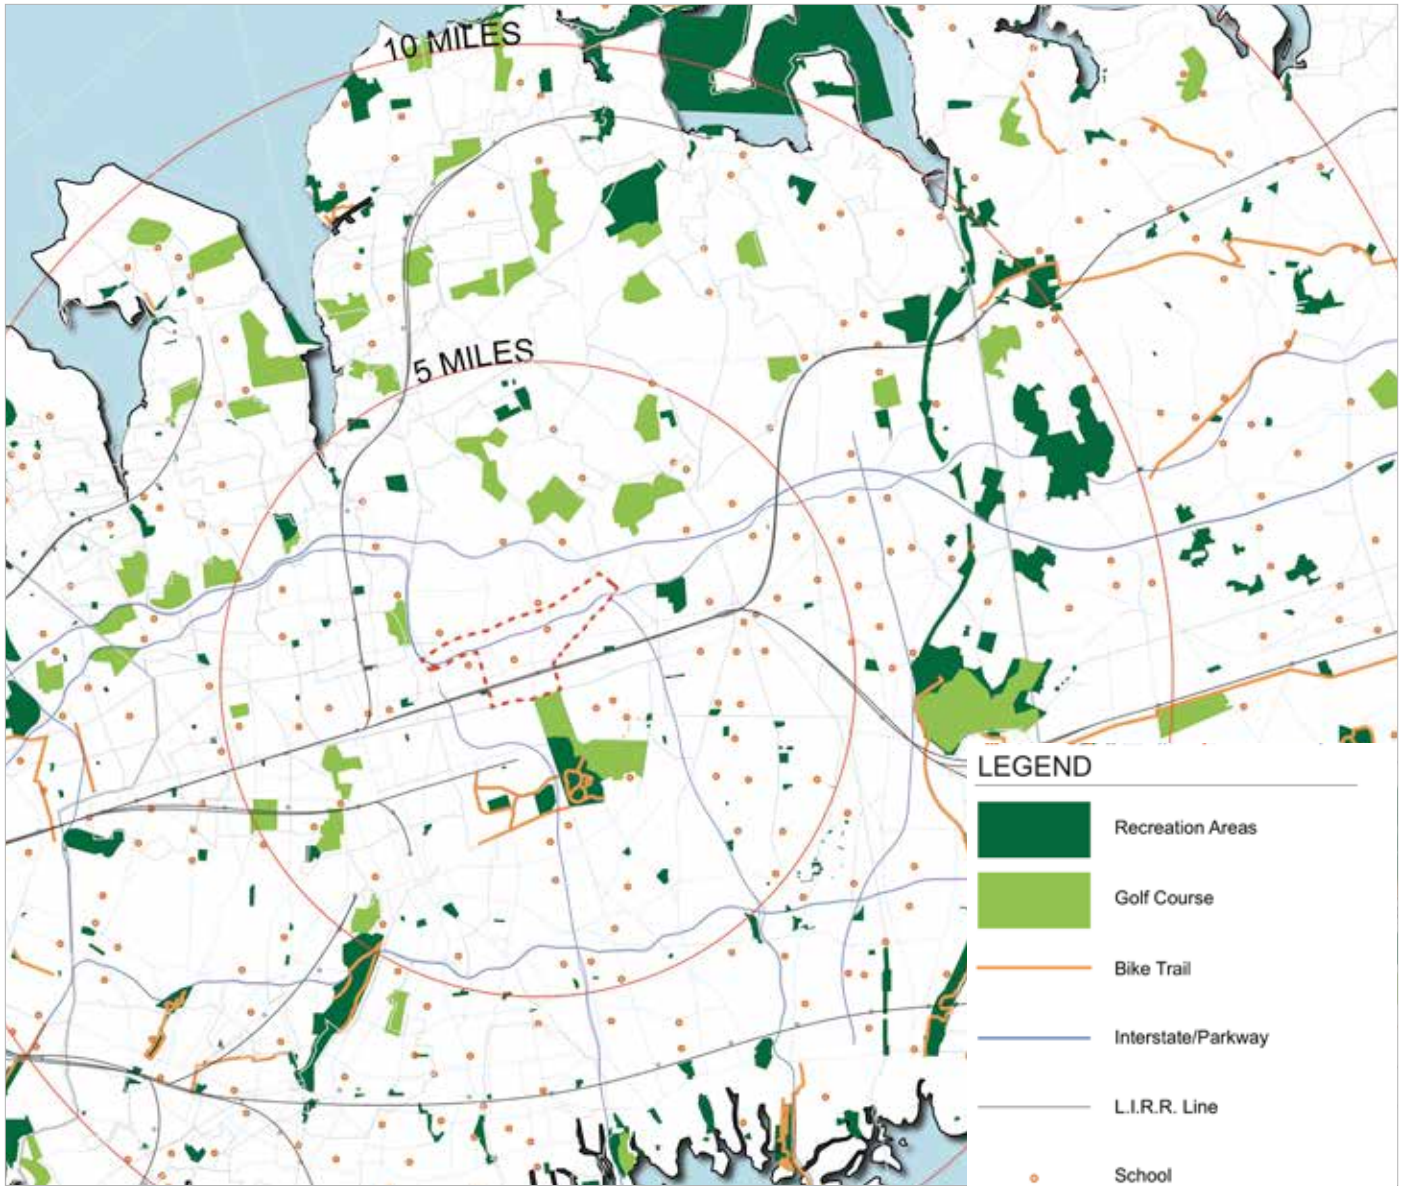 10 MILES
5 MILES
LEGEND
Recreation Areas
Golf Course
Bike Trail
Interstate/Parkway
L.I.R.R. Line
School